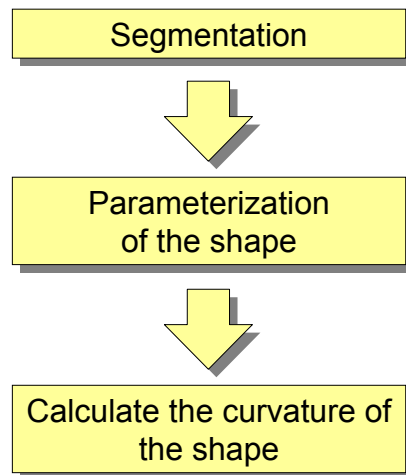 Segmentation
Parameterization
of the shape
Calculate the curvature of
the shape